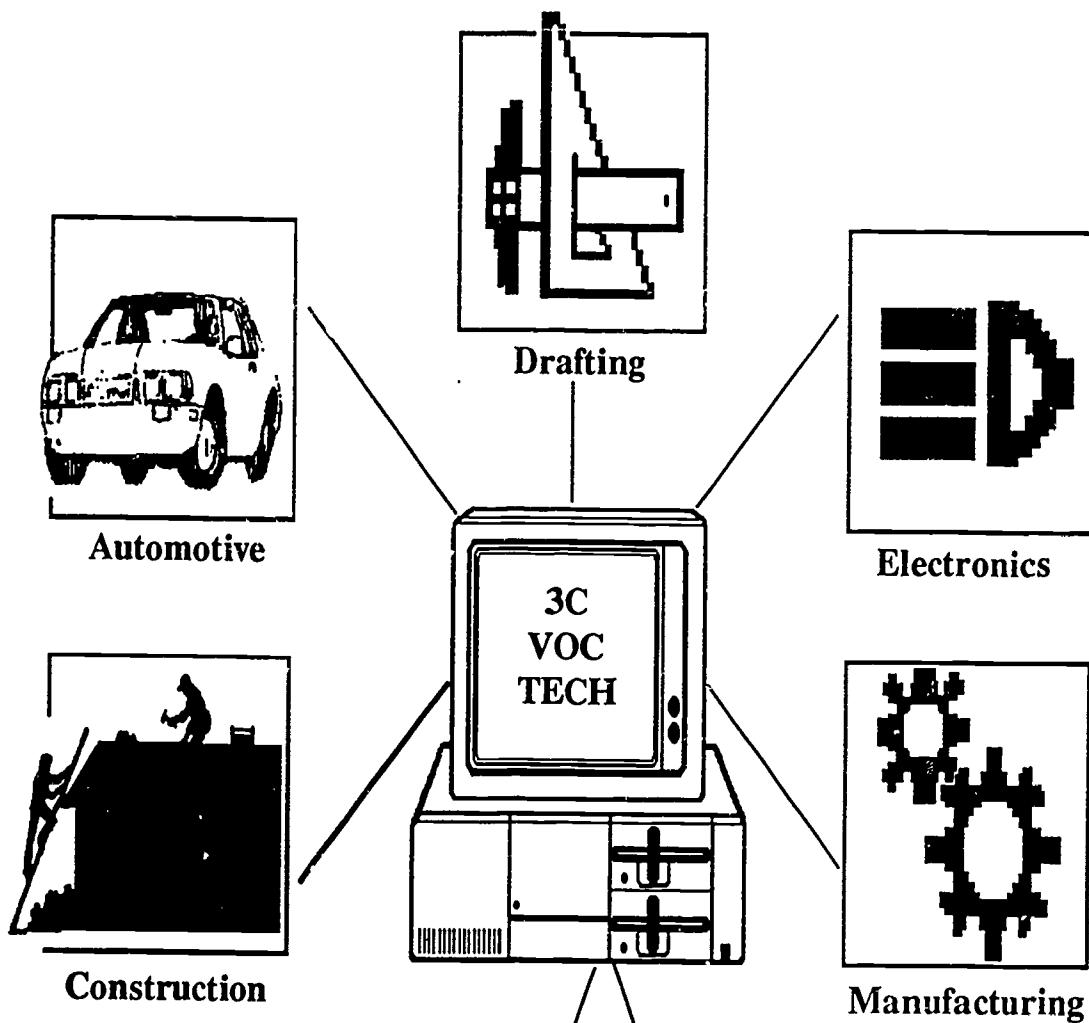 Drafting
Automotive
Electronics
3C
VOC
TECH
Construction
Manufacturing